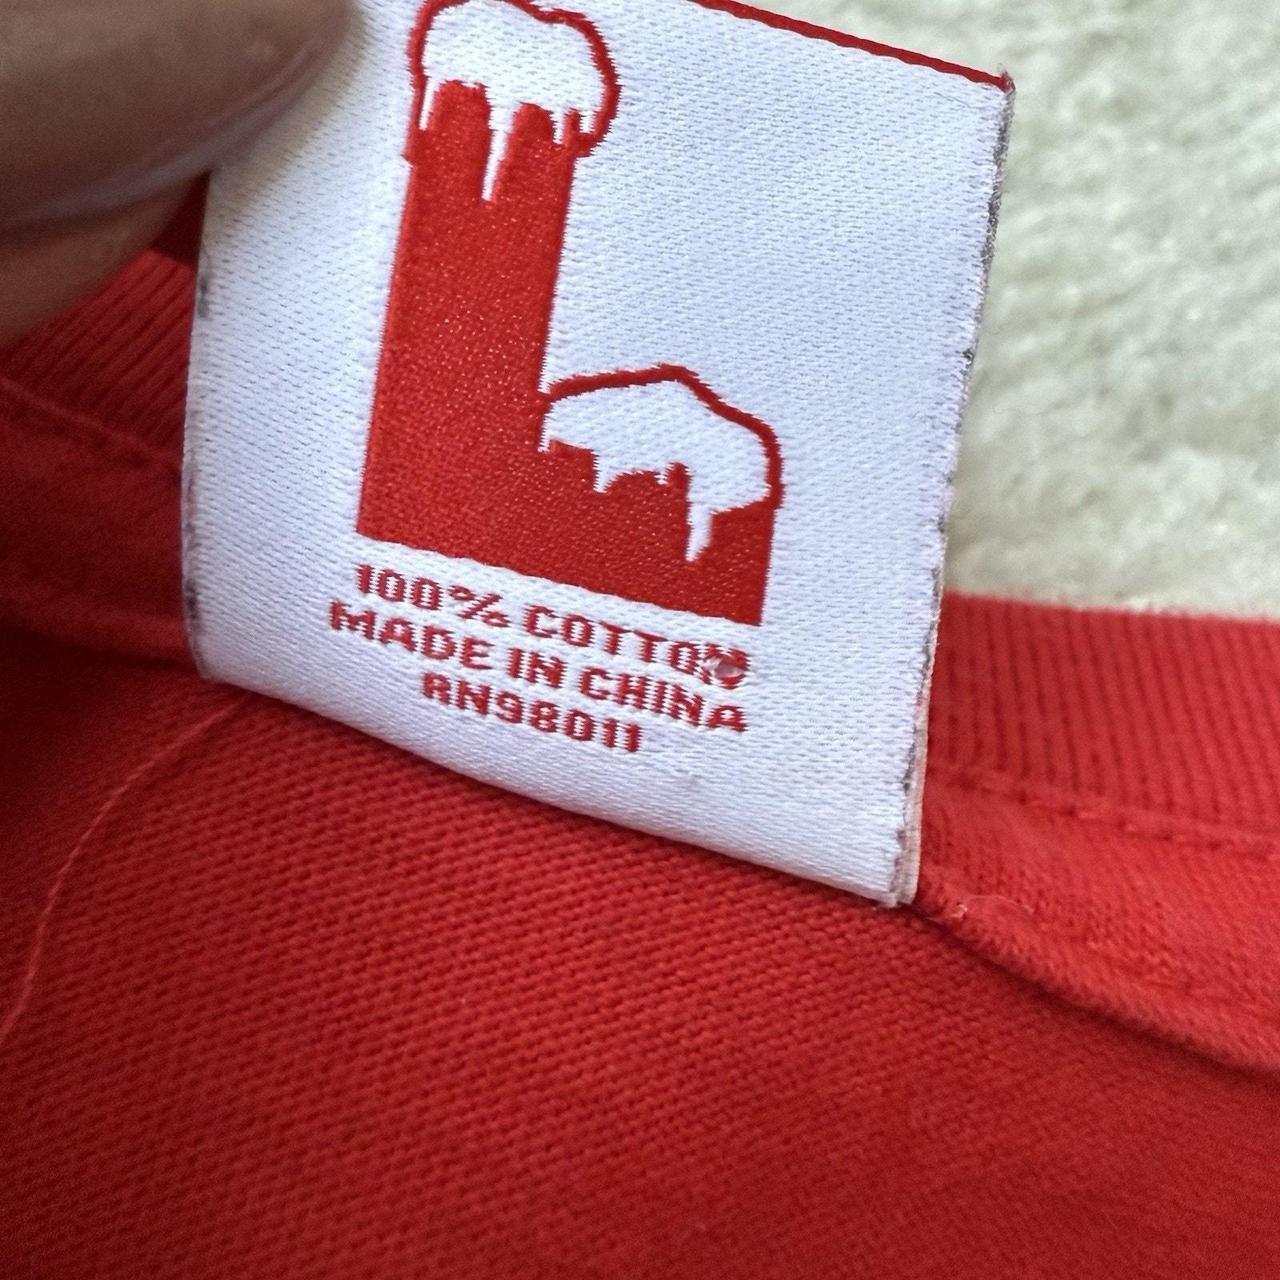 L
100% COTTON
MADE IN CHINA
RN98011